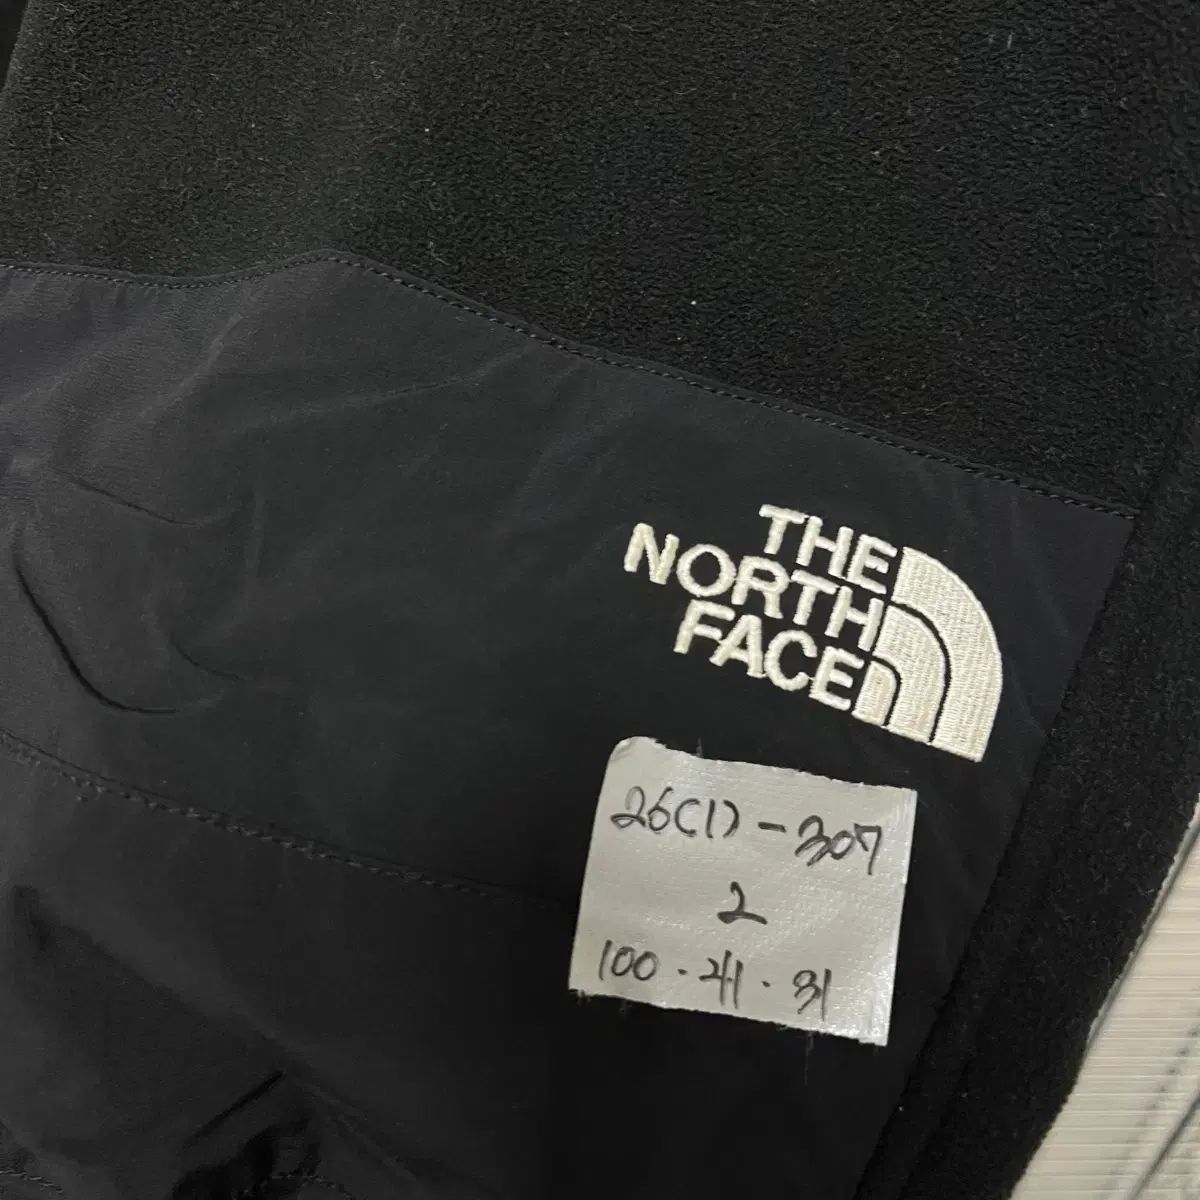 THE
NORTH
FACE
26(1)-307
2
100.41.31